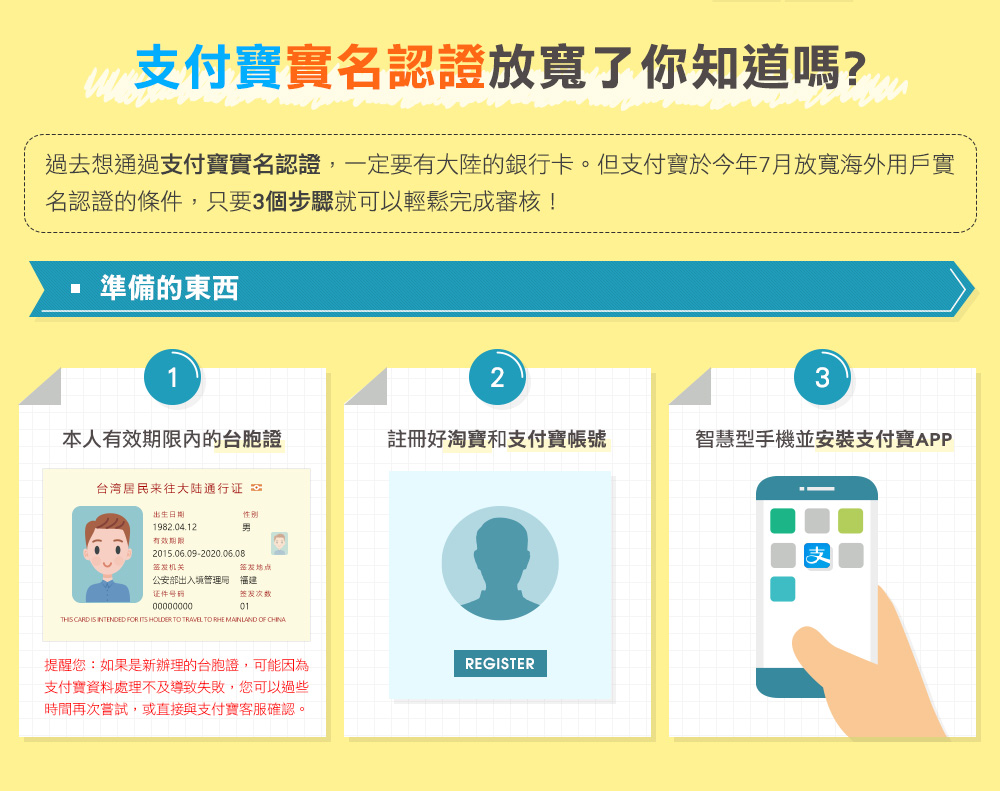 支付寶實名認證放寬了你知道嗎?
過去想通過支付寶實名認證，一定要有大陸的銀行卡。但支付寶於今年7月放寬海外用戶實
名認證的條件，只要3個步驟就可以輕鬆完成審核！
準備的東西
1
本人有效期限內的台胞證
台湾居民来往大陆通行证
出生日期 性别
1982.04.12 男
有效期限
2015.06.09-2020.06.08
签发机关 签发地点
公安部出入境管理局 福建
证件号码 签发次数
00000000 01
THIS CARD IS INTENDED FOR ITS HOLDER TO TRAVEL TO RHE MAINLAND OF CHINA
提醒您：如果是新辦理的台胞證，可能因為
支付寶資料處理不及導致失敗，您可以過些
時間再次嘗試，或直接與支付寶客服確認。
2
註冊好淘寶和支付寶帳號
REGISTER
3
智慧型手機並安裝支付寶APP
支